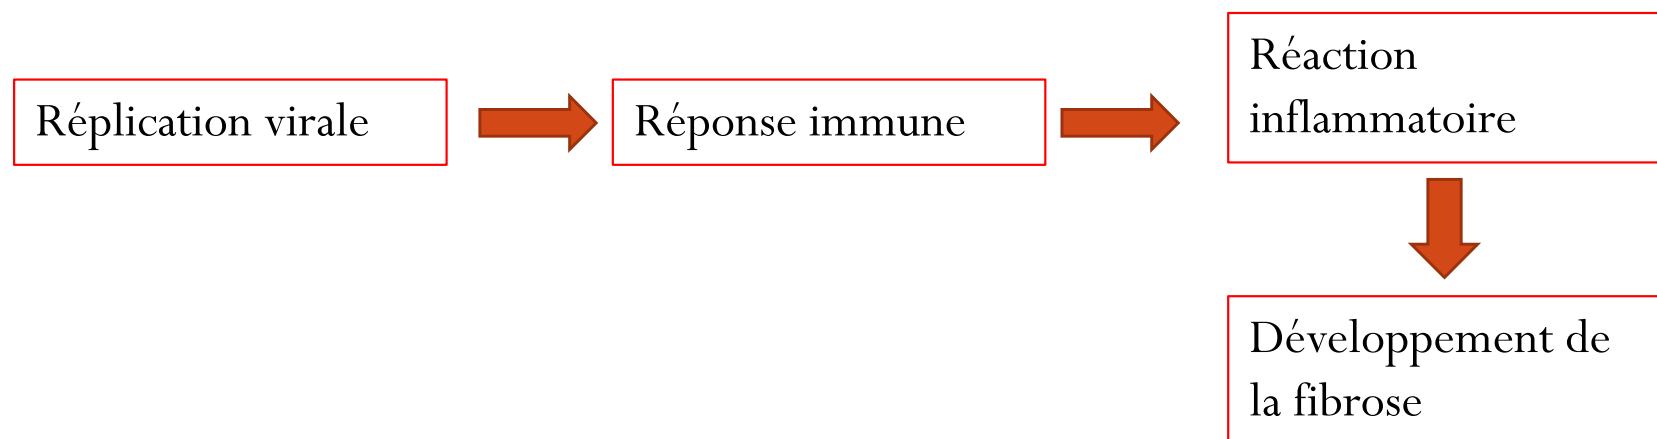 Réplication virale
Réponse immune
Réaction
inflammatoire
Développement de
la fibrose